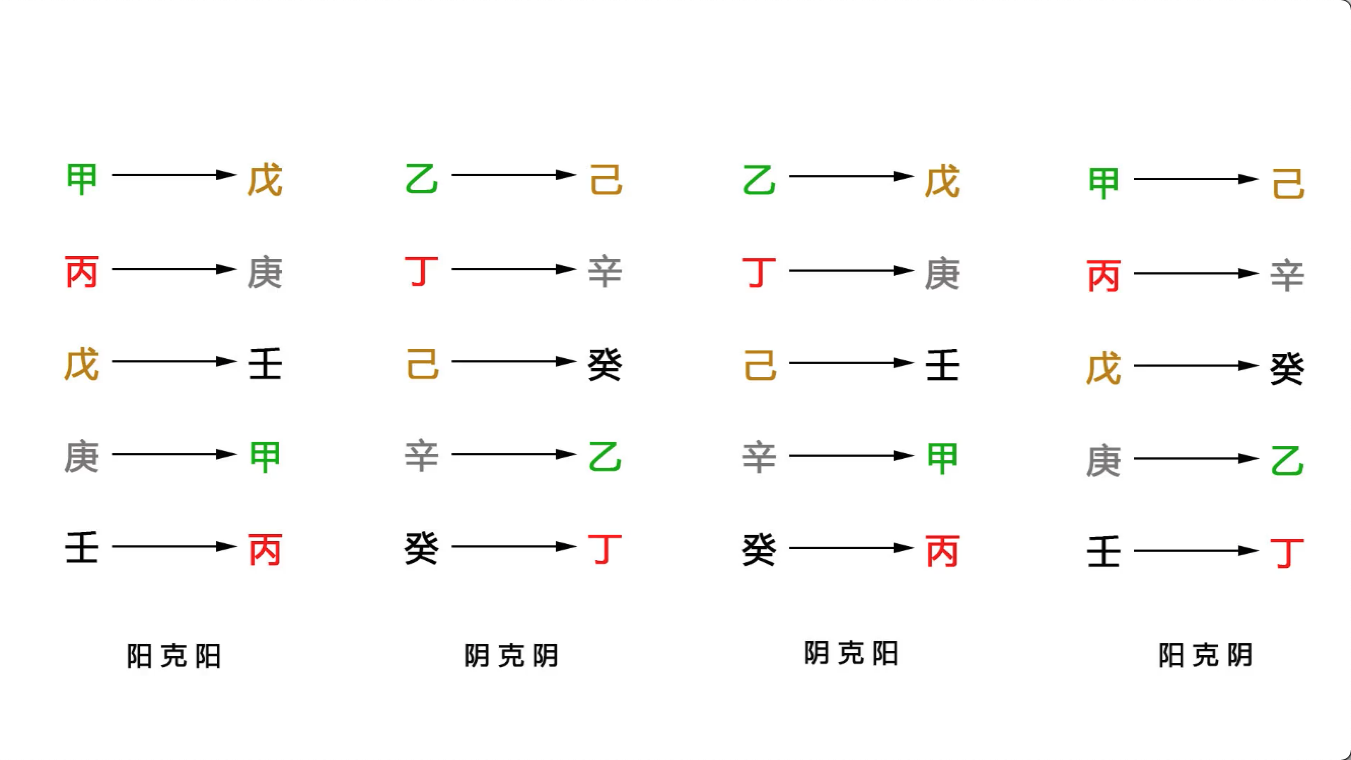 甲 → 戊 乙 → 己 乙 → 戊 甲 → 己
丙 → 庚 丁 → 辛 丁 → 庚 丙 → 辛
戊 → 壬 己 → 癸 己 → 壬 戊 → 癸
庚 → 甲 辛 → 乙 辛 → 甲 庚 → 乙
壬 → 丙 癸 → 丁 癸 → 丙 壬 → 丁
阳克阳 阴克阴 阴克阳 阳克阴